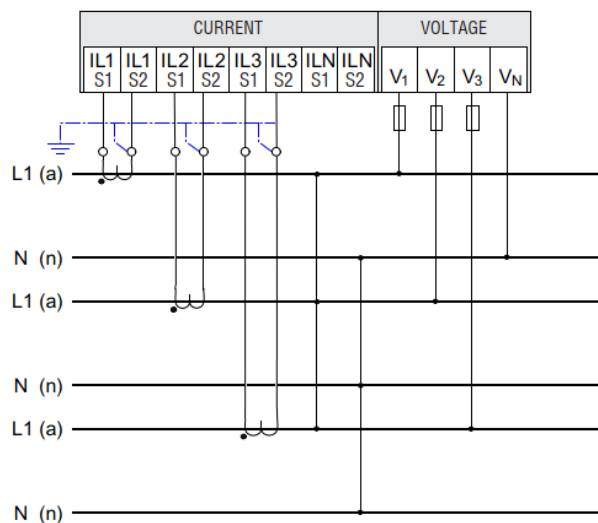 CURRENT VOLTAGE
IL1 IL1 IL2 IL2 IL3 IL3 ILN ILN
S1 S2 S1 S2 S1 S2 S1 S2
V1 V2 V3 VN
L1 (a)
N (n)
L1 (a)
N (n)
L1 (a)
N (n)